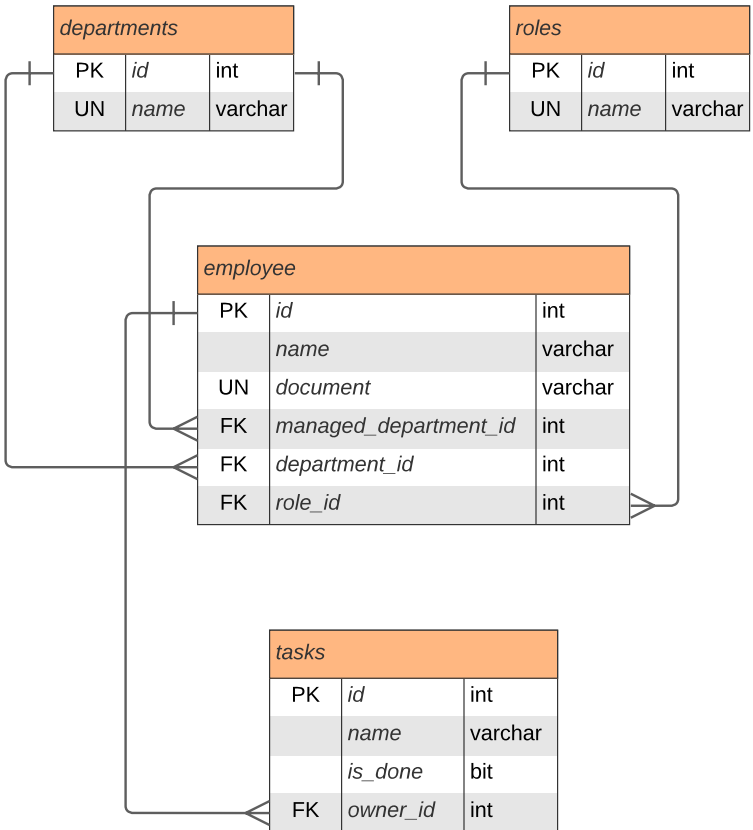 departments
PK id int
UN name varchar
roles
PK id int
UN name varchar
employee
PK id int
name varchar
UN document varchar
FK managed_department_id int
FK department_id int
FK role_id int
tasks
PK id int
name varchar
is_done bit
FK owner_id int